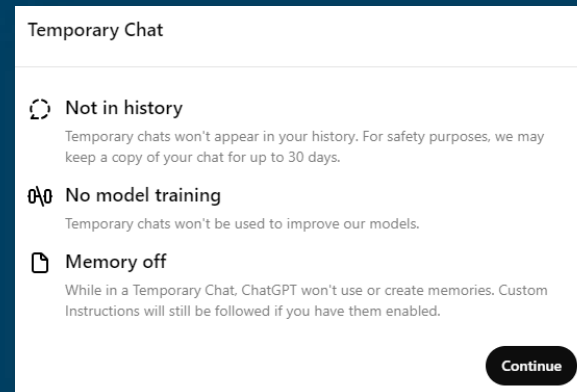 Temporary Chat
Not in history
Temporary chats won't appear in your history. For safety purposes, we may
keep a copy of your chat for up to 30 days.
No model training
Temporary chats won't be used to improve our models.
Memory off
While in a Temporary Chat, ChatGPT won't use or create memories. Custom
Instructions will still be followed if you have them enabled.
Continue